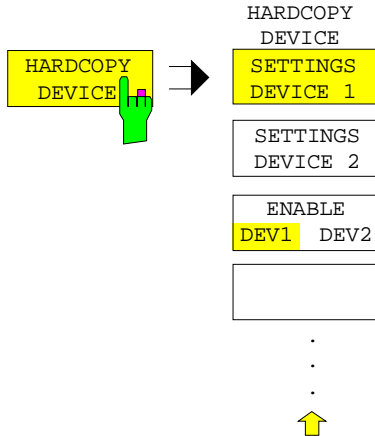 HARDCOPY
DEVICE
HARDCOPY
DEVICE
SETTINGS
DEVICE 1
SETTINGS
DEVICE 2
ENABLE
DEV1 DEV2
.
.
.